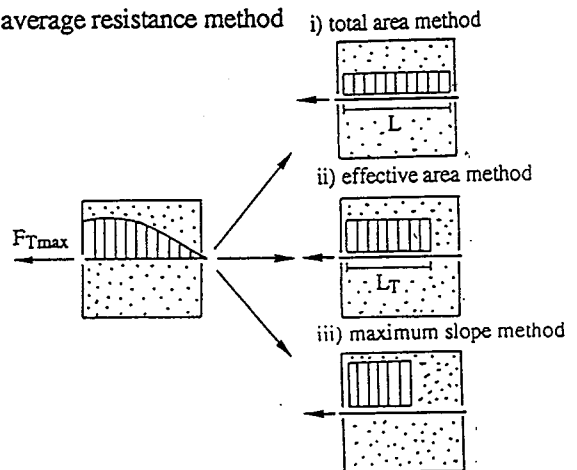 average resistance method
i) total area method
L
ii) effective area method
F_Tmax
L_T
iii) maximum slope method